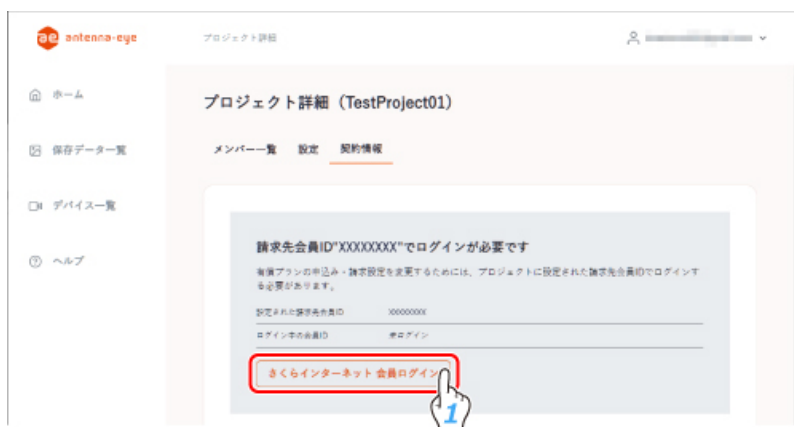 ae antenna-eye
プロジェクト詳細
ホーム
保存データ一覧
デバイス一覧
ヘルプ
プロジェクト詳細（TestProject01）
メンバー一覧 設定 契約情報
請求先会員ID"XXXXXXXX"でログインが必要です
有償プランの申込み・請求設定を変更するためには、プロジェクトに設定された請求先会員IDでログインす
る必要があります。
設定された請求先会員ID XXXXXXXX
ログイン中の会員ID 未ログイン
さくらインターネット 会員ログイン
1